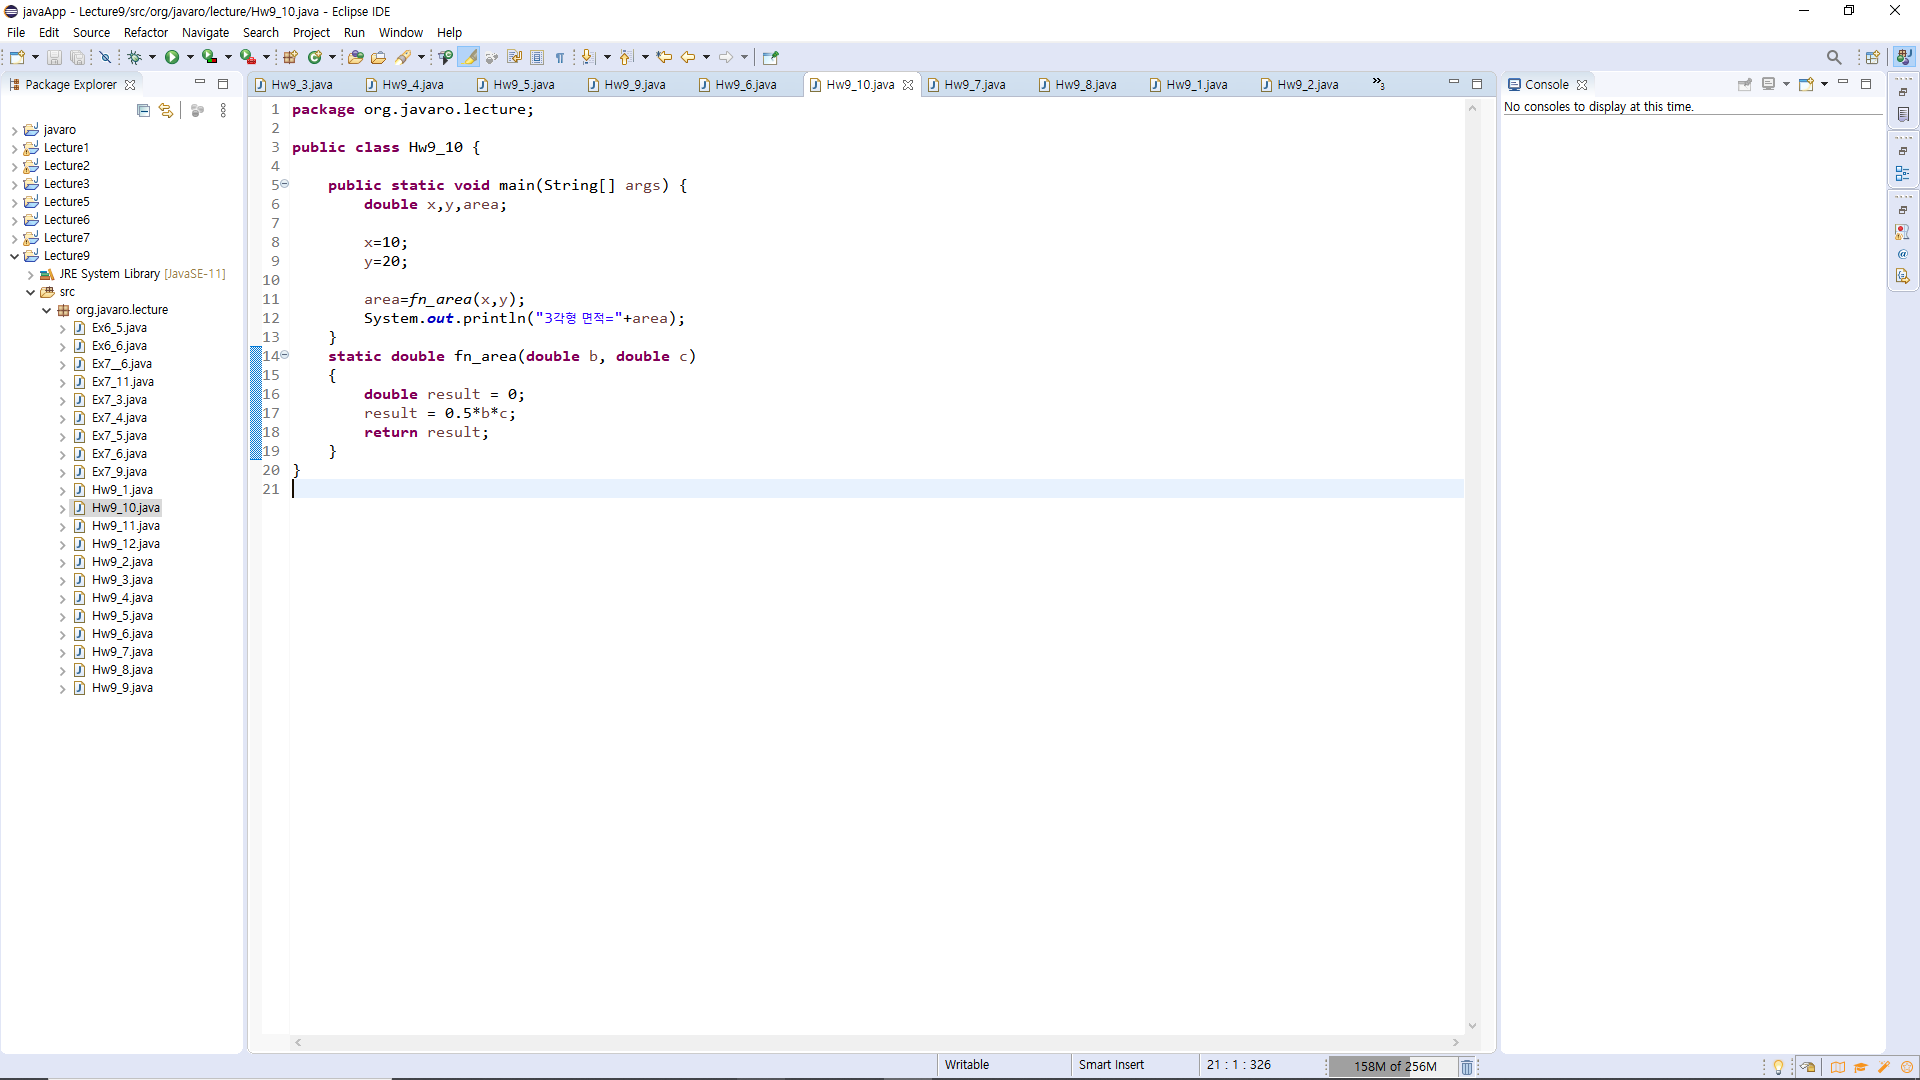 javaApp - Lecture9/src/org/javaro/lecture/Hw9_10.java - Eclipse IDE
File Edit Source Refactor Navigate Search Project Run Window Help
Package Explorer
javaro
Lecture1
Lecture2
Lecture3
Lecture5
Lecture6
Lecture7
Lecture9
JRE System Library [JavaSE-11]
src
org.javaro.lecture
Ex6_5.java
Ex6_6.java
Ex7__6.java
Ex7_11.java
Ex7_3.java
Ex7_4.java
Ex7_5.java
Ex7_6.java
Ex7_9.java
Hw9_1.java
Hw9_10.java
Hw9_11.java
Hw9_12.java
Hw9_2.java
Hw9_3.java
Hw9_4.java
Hw9_5.java
Hw9_6.java
Hw9_7.java
Hw9_8.java
Hw9_9.java
Hw9_3.java Hw9_4.java Hw9_5.java Hw9_9.java Hw9_6.java Hw9_10.java Hw9_7.java Hw9_8.java Hw9_1.java Hw9_2.java »3
1 package org.javaro.lecture;
2
3 public class Hw9_10 {
4
5 public static void main(String[] args) {
6 double x,y,area;
7
8 x=10;
9 y=20;
10
11 area=fn_area(x,y);
12 System.out.println("3각형 면적="+area);
13 }
14 static double fn_area(double b, double c)
15 {
16 double result = 0;
17 result = 0.5*b*c;
18 return result;
19 }
20 }
21
Console
No consoles to display at this time.
Writable Smart Insert 21 : 1 : 326 158M of 256M